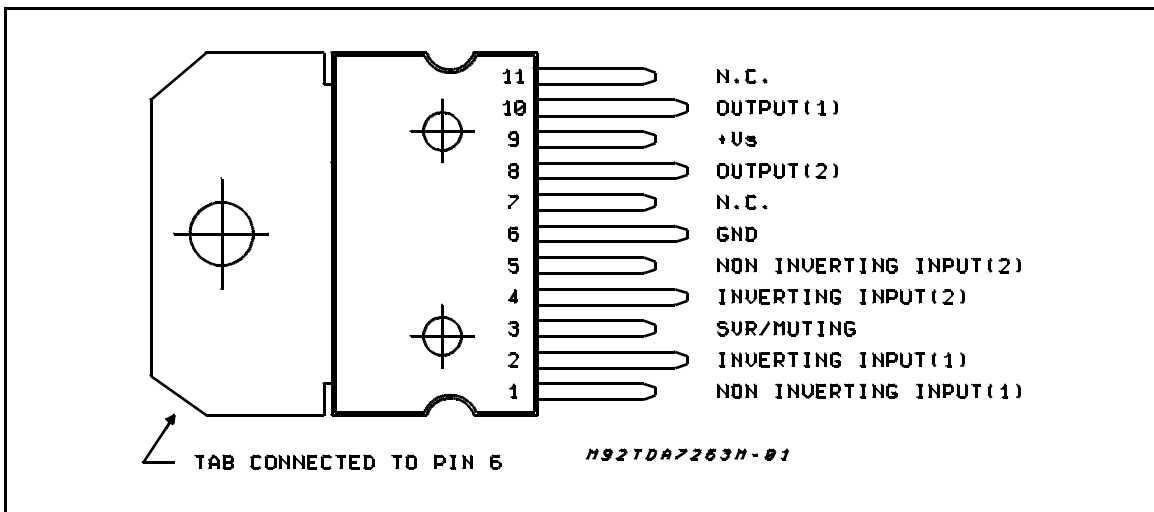 11 N.C.
10 OUTPUT(1)
9 +Vs
8 OUTPUT(2)
7 N.C.
6 GND
5 NON INVERTING INPUT(2)
4 INVERTING INPUT(2)
3 SVR/MUTING
2 INVERTING INPUT(1)
1 NON INVERTING INPUT(1)
TAB CONNECTED TO PIN 6
M92TDA7263M-01